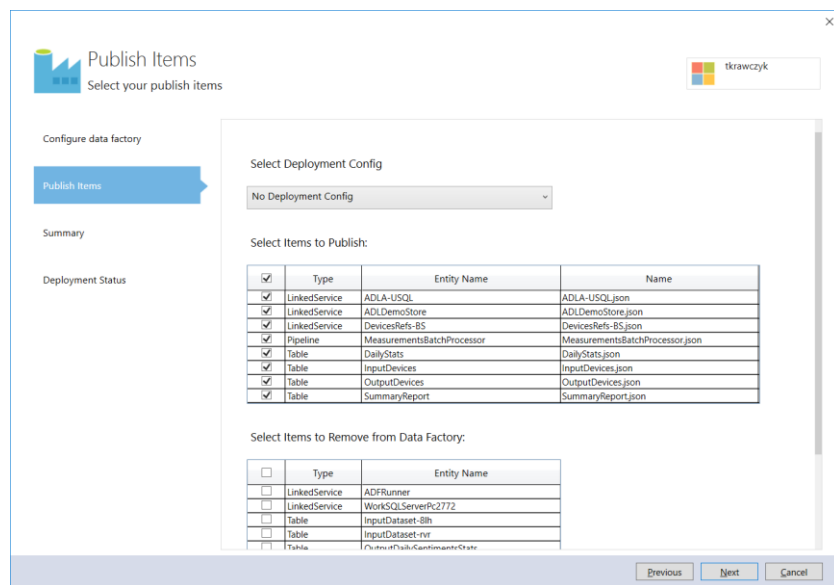 Publish Items
Select your publish items
tkrawczyk
Configure data factory
Publish Items
Summary
Deployment Status
Select Deployment Config
No Deployment Config
Select Items to Publish:
Type Entity Name Name
LinkedService ADLA-USQL ADLA-USQL.json
LinkedService ADLDemoStore ADLDemoStore.json
LinkedService DevicesRefs-BS DevicesRefs-BS.json
Pipeline MeasurementsBatchProcessor MeasurementsBatchProcessor.json
Table DailyStats DailyStats.json
Table InputDevices InputDevices.json
Table OutputDevices OutputDevices.json
Table SummaryReport SummaryReport.json
Select Items to Remove from Data Factory:
Type Entity Name
LinkedService ADFRunner
LinkedService WorkSQLServerPc2772
Table InputDataset-8lh
Table InputDataset-rvr
Table OutputDailySentimentsStats
Previous Next Cancel